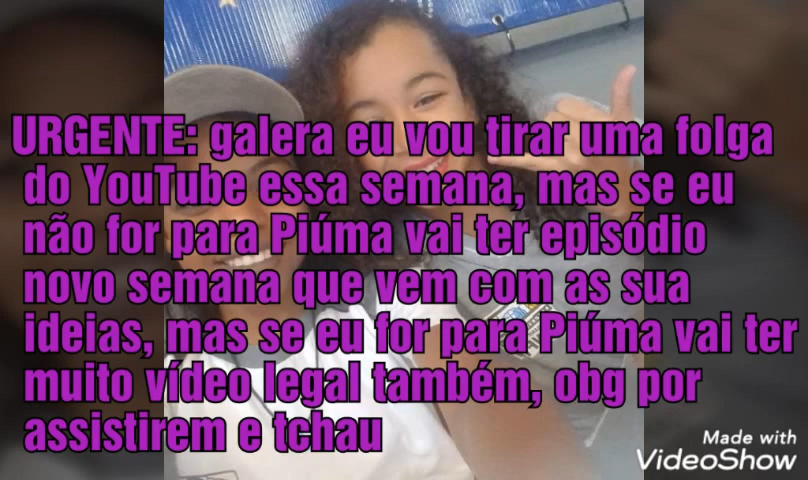 URGENTE: galera eu vou tirar uma folga
do YouTube essa semana, mas se eu
não for para Piúma vai ter episódio
novo semana que vem com as sua
ideias, mas se eu for para Piúma vai ter
muito vídeo legal também, obg por
assistirem e tchau
Made with
VideoShow